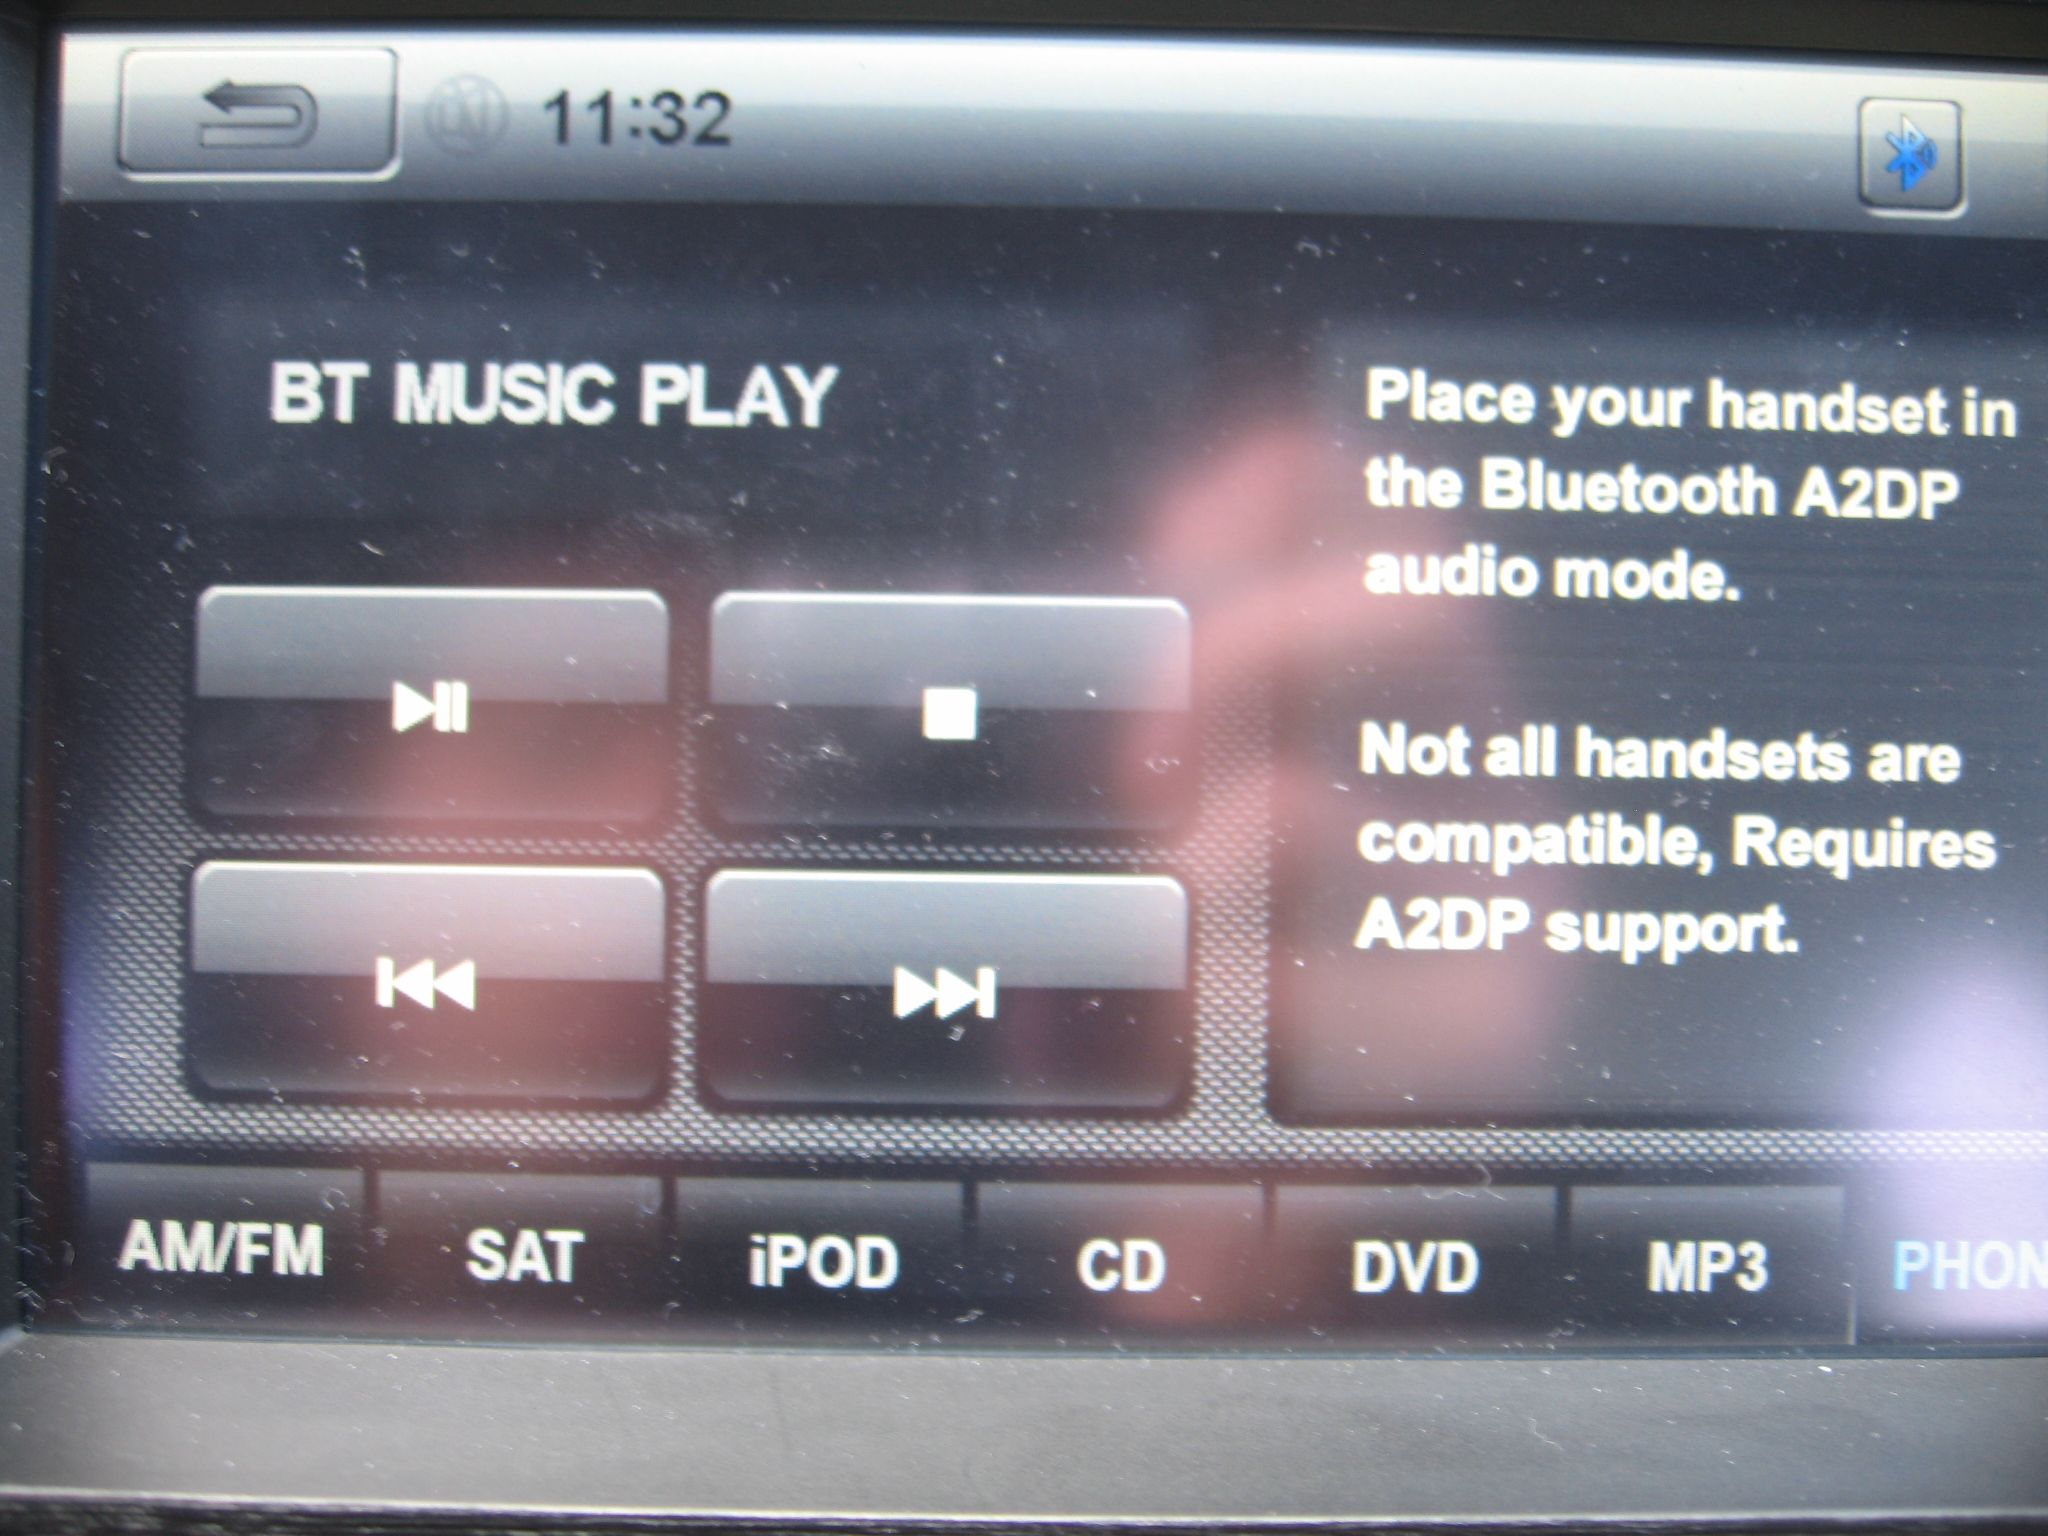 11:32
BT MUSIC PLAY
Place your handset in
the Bluetooth A2DP
audio mode.
Not all handsets are
compatible, Requires
A2DP support.
AM/FM SAT iPOD CD DVD MP3 PHON